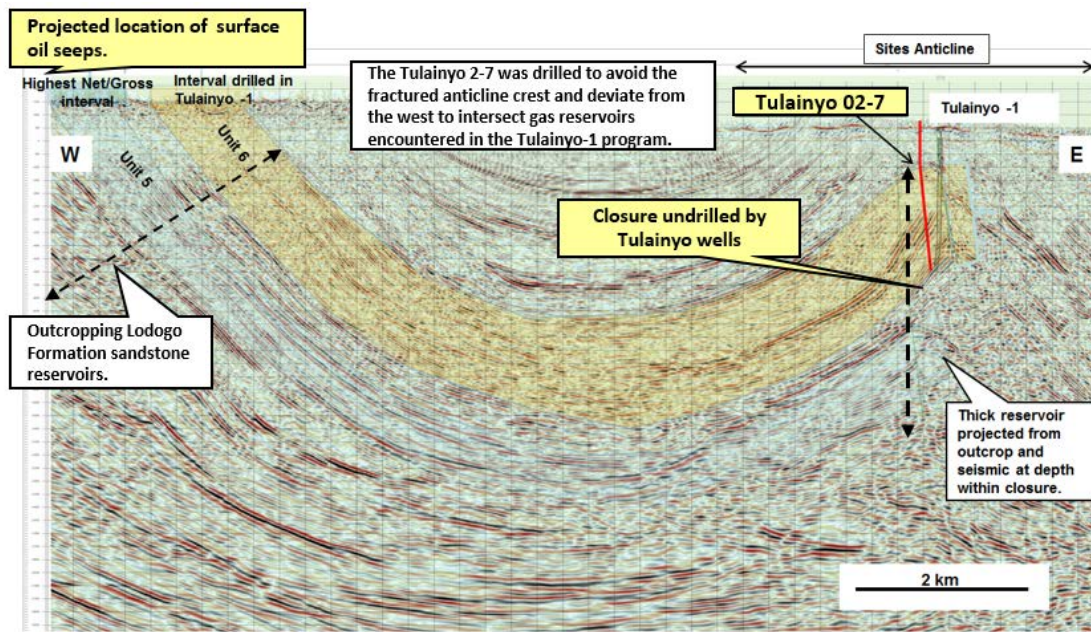 Projected location of surface
oil seeps.
Sites Anticline
Highest Net/Gross
interval
Interval drilled in
Tulainyo -1
The Tulainyo 2-7 was drilled to avoid the
fractured anticline crest and deviate from
the west to intersect gas reservoirs
encountered in the Tulainyo-1 program.
Tulainyo 02-7
Tulainyo -1
W
Unit 5
Unit 6
E
Closure undrilled by
Tulainyo wells
Outcropping Lodogo
Formation sandstone
reservoirs.
Thick reservoir
projected from
outcrop and
seismic at depth
within closure.
2 km